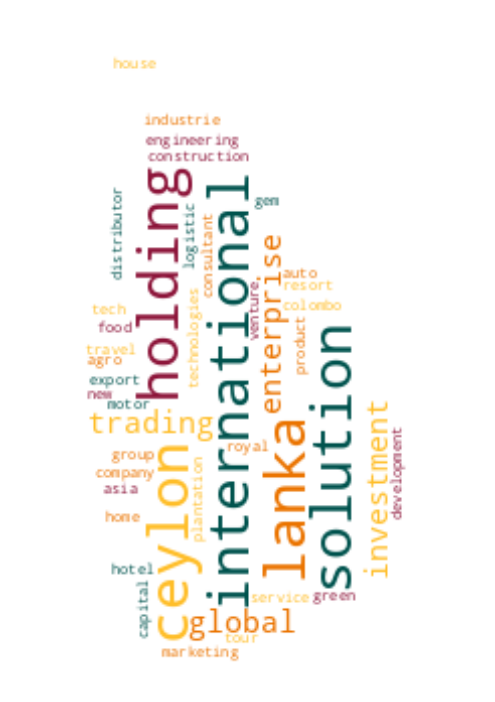 house
industrie
engineering
construction
holding
international
distributor
logistic
gem
consultant
enterprise
auto
resort
venture
colombo
technologies
tech
food
product
solution
travel
agro
export
new
motor
trading
lanka
investment
development
royal
ceylon
group
plantation
company
asia
home
hotel
capital
service
green
global
tour
marketing